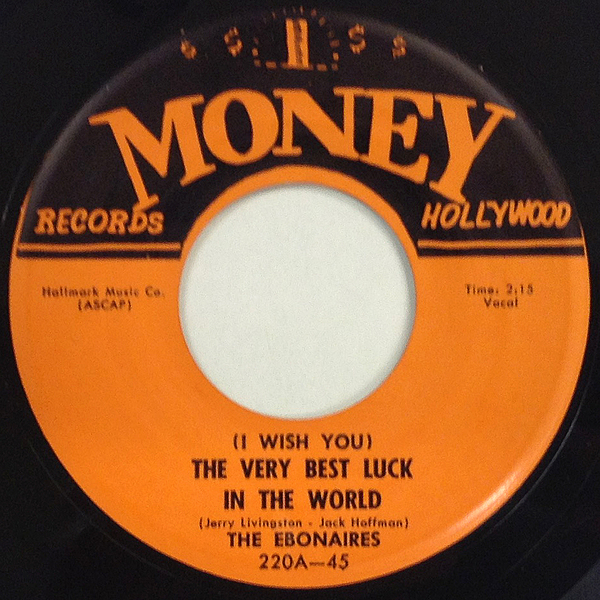 $ $ 1 $ $
MONEY
RECORDS HOLLYWOOD
Hallmark Music Co. Time: 2:15
(ASCAP) Vocal
(I WISH YOU)
THE VERY BEST LUCK
IN THE WORLD
(Jerry Livingston - Jack Hoffman)
THE EBONAIRES
220A—45